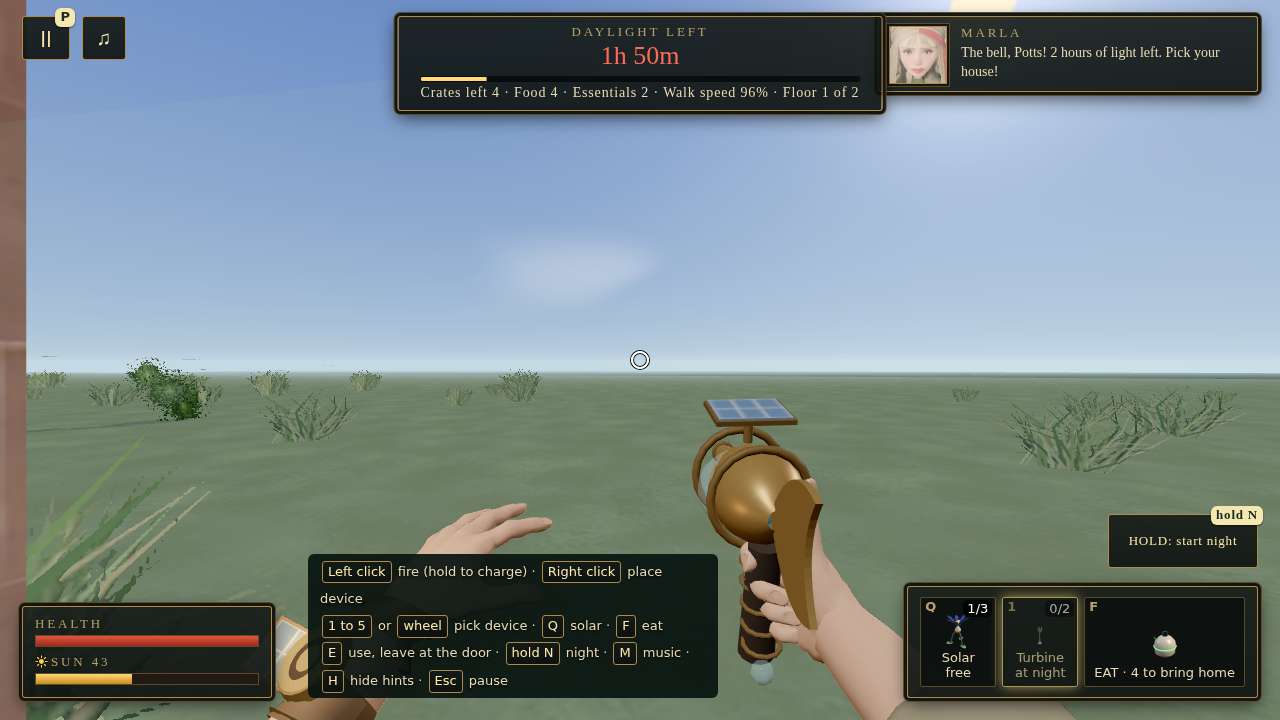 P
DAYLIGHT LEFT
1h 50m
Crates left 4 · Food 4 · Essentials 2 · Walk speed 96% · Floor 1 of 2
MARLA
The bell, Potts! 2 hours of light left. Pick your
house!
hold N
HOLD: start night
Left click fire (hold to charge) · Right click place
device
1 to 5 or wheel pick device · Q solar · F eat
E use, leave at the door · hold N night · M music ·
H hide hints · Esc pause
HEALTH
SUN 43
Q 1/3
Solar
free
1 0/2
Turbine
at night
F
EAT · 4 to bring home